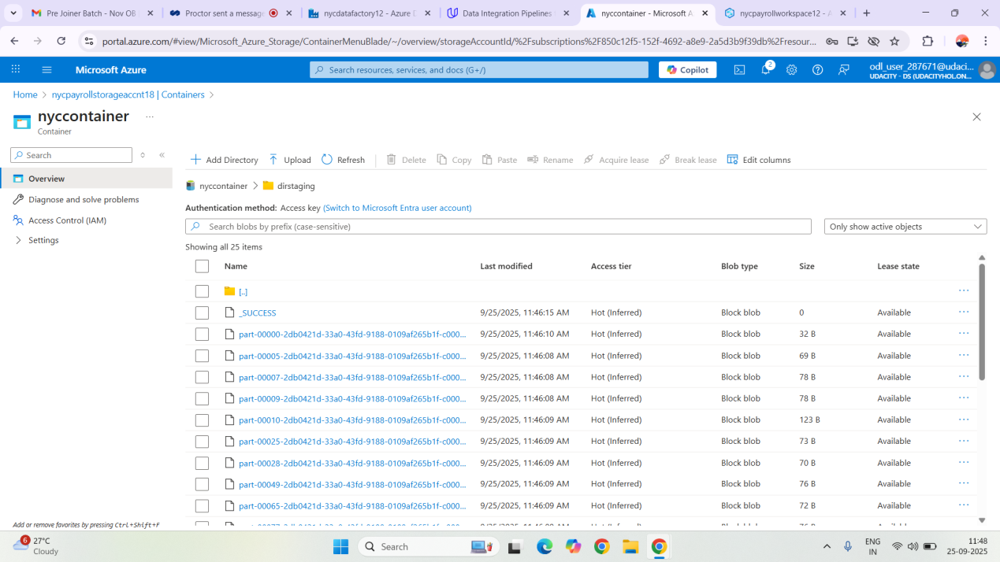 Pre Joiner Batch - Nov OB
Proctor sent a message
nycdatafactory12 - Azure D
Data Integration Pipelines
nyccontainer - Microsoft A
nycpayrollworkspace12 - A
portal.azure.com/#view/Microsoft_Azure_Storage/ContainerMenuBlade/~/overview/storageAccountId/%2Fsubscriptions%2F850c12f5-152f-4692-a8e9-2a5d3b9f39db%2Fresour...
Microsoft Azure
Search resources, services, and docs (G+/)
Copilot
2
odl_user_287671@udaci...
UDACITY - DS (UDACITYHOL.ON...
Home > nycpayrollstorageaccnt18 | Containers >
nyccontainer ...
Container
Search
Overview
Diagnose and solve problems
Access Control (IAM)
Settings
Add or remove favorites by pressing Ctrl+Shift+F
Add Directory Upload Refresh Delete Copy Paste Rename Acquire lease Break lease Edit columns
nyccontainer > dirstaging
Authentication method: Access key (Switch to Microsoft Entra user account)
Search blobs by prefix (case-sensitive)
Only show active objects
Showing all 25 items
Name Last modified Access tier Blob type Size Lease state
[..] ...
_SUCCESS 9/25/2025, 11:46:15 AM Hot (Inferred) Block blob 0 Available ...
part-00000-2db0421d-33a0-43fd-9188-0109af265b1f-c000... 9/25/2025, 11:46:10 AM Hot (Inferred) Block blob 32 B Available ...
part-00005-2db0421d-33a0-43fd-9188-0109af265b1f-c000... 9/25/2025, 11:46:08 AM Hot (Inferred) Block blob 69 B Available ...
part-00007-2db0421d-33a0-43fd-9188-0109af265b1f-c000... 9/25/2025, 11:46:08 AM Hot (Inferred) Block blob 78 B Available ...
part-00009-2db0421d-33a0-43fd-9188-0109af265b1f-c000... 9/25/2025, 11:46:08 AM Hot (Inferred) Block blob 78 B Available ...
part-00010-2db0421d-33a0-43fd-9188-0109af265b1f-c000... 9/25/2025, 11:46:09 AM Hot (Inferred) Block blob 123 B Available ...
part-00025-2db0421d-33a0-43fd-9188-0109af265b1f-c000... 9/25/2025, 11:46:09 AM Hot (Inferred) Block blob 73 B Available ...
part-00028-2db0421d-33a0-43fd-9188-0109af265b1f-c000... 9/25/2025, 11:46:09 AM Hot (Inferred) Block blob 70 B Available ...
part-00049-2db0421d-33a0-43fd-9188-0109af265b1f-c000... 9/25/2025, 11:46:09 AM Hot (Inferred) Block blob 76 B Available ...
part-00065-2db0421d-33a0-43fd-9188-0109af265b1f-c000... 9/25/2025, 11:46:09 AM Hot (Inferred) Block blob 72 B Available ...
6
27°C
Cloudy
Search
ENG
IN
11:48
25-09-2025